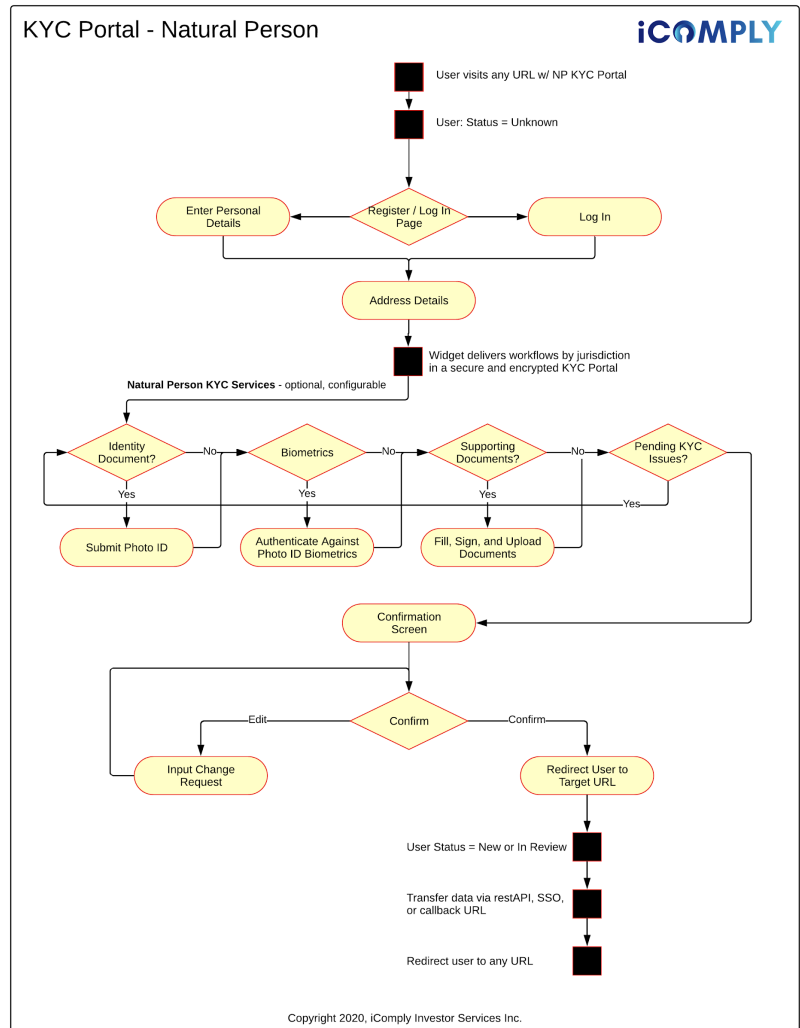 KYC Portal - Natural Person
iCOMPLY
User visits any URL w/ NP KYC Portal
User: Status = Unknown
Enter Personal
Details
Register / Log In
Page
Log In
Address Details
Widget delivers workflows by jurisdiction
in a secure and encrypted KYC Portal
Natural Person KYC Services - optional, configurable
Identity
Document?
No
Biometrics
No
Supporting
Documents?
No
Pending KYC
Issues?
Yes
Yes
Yes
Yes
Submit Photo ID
Authenticate Against
Photo ID Biometrics
Fill, Sign, and Upload
Documents
Confirmation
Screen
Edit
Confirm
Confirm
Input Change
Request
Redirect User to
Target URL
User Status = New or In Review
Transfer data via restAPI, SSO,
or callback URL
Redirect user to any URL
Copyright 2020, iComply Investor Services Inc.